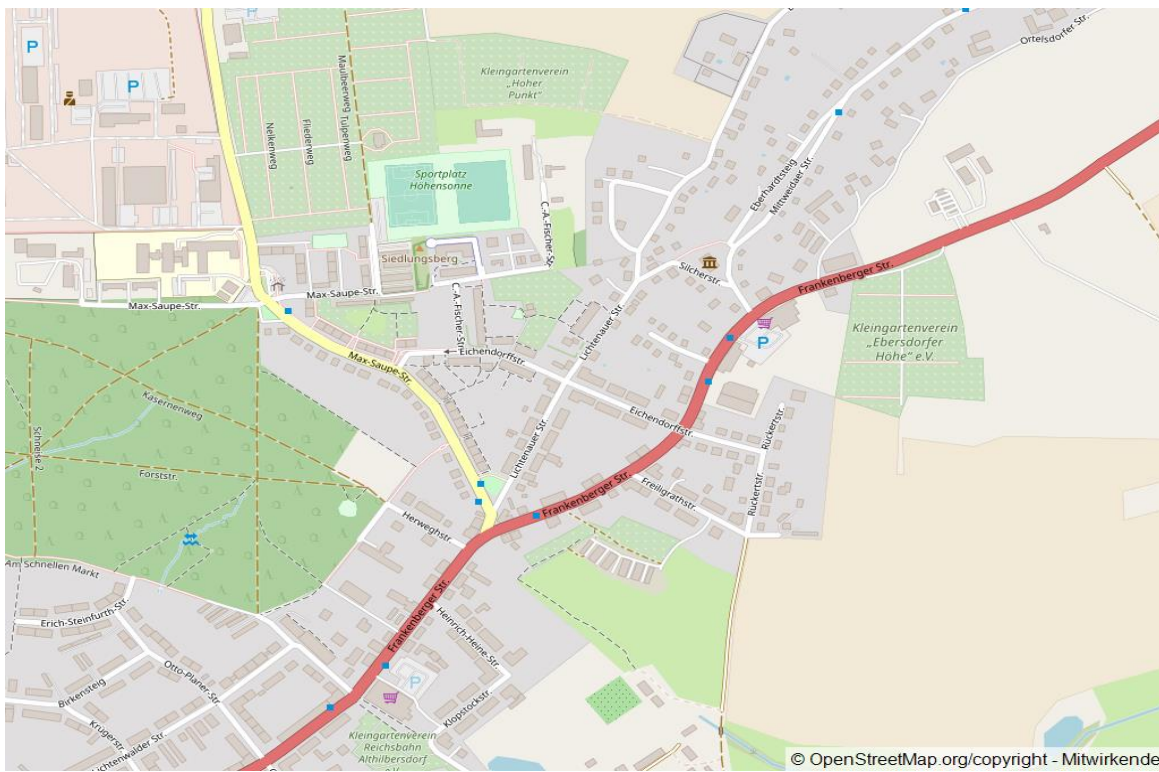 P
P
Kleingartenverein
„Hoher
Punkt"
Ortelsdorfer Str.
Maulbeerweg
Tulpenweg
Fliederweg
Nelkenweg
Sportplatz
Höhensonne
C.-A.-Fischer-Str.
Eberhardtsteig
Mittweidaer Str.
Siedlungsberg
Silcherstr.
Frankenberger Str.
Max-Saupe-Str.
Max-Saupe-Str.
C.-A.-Fischer-Str.
Lichtenauer Str.
Kleingartenverein
„Ebersdorfer
Höhe" e.V.
P
Max-Saupe-Str.
Eichendorffstr.
Kasernenweg
Eichendorffstr.
Rückertstr.
Schneise 2
Lichtenauer Str.
Forststr.
Frankenberger Str.
Freiligrathstr.
Rückertstr.
Herweghstr.
Am Schnellen Markt
Erich-Steinfurth-Str.
Frankenberger Str.
Heinrich-Heine-Str.
Otto-Planer-Str.
Birkensteig
P
Klopstockstr.
Krügerstr.
Lichtenwalder Str.
Kleingartenverein
Reichsbahn
Althilbersdorf
e.V.
© OpenStreetMap.org/copyright - Mitwirkende